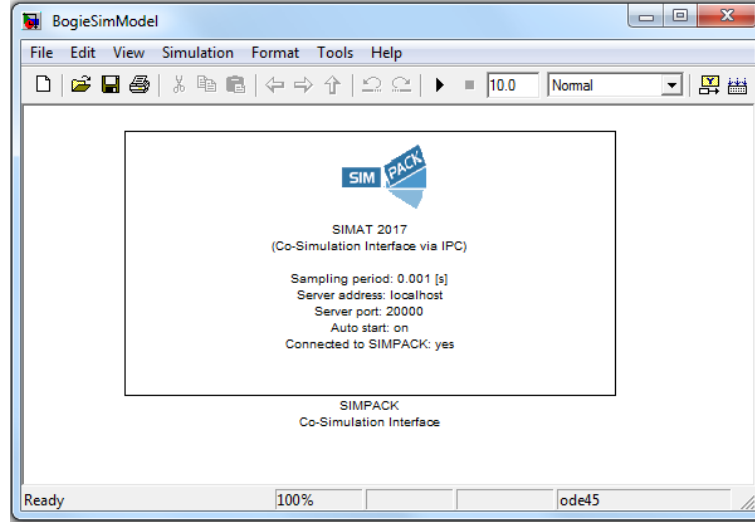 BogieSimModel
File Edit View Simulation Format Tools Help
10.0 Normal
SIM PACK
SIMAT 2017
(Co-Simulation Interface via IPC)
Sampling period: 0.001 [s]
Server address: localhost
Server port: 20000
Auto start: on
Connected to SIMPACK: yes
SIMPACK
Co-Simulation Interface
Ready 100% ode45